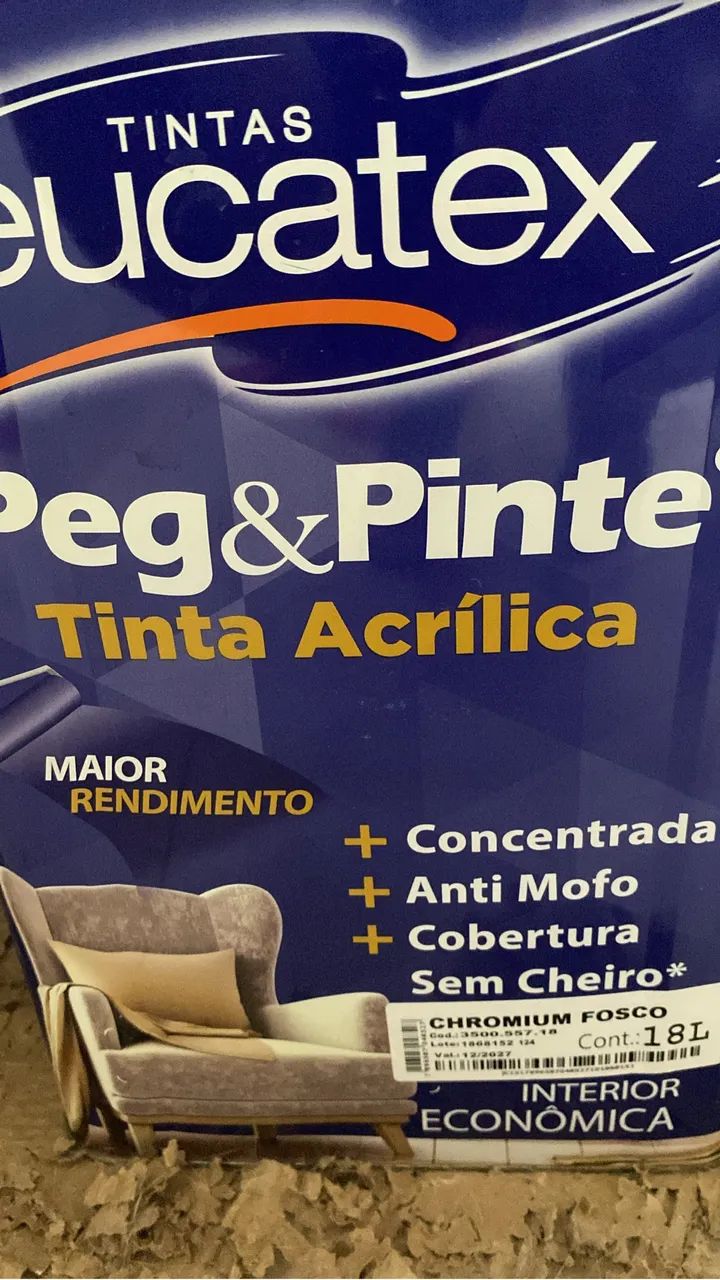 TINTAS
eucatex
Peg&Pinte
Tinta Acrílica
MAIOR
RENDIMENTO
+ Concentrada
+ Anti Mofo
+ Cobertura
Sem Cheiro*
CHROMIUM FOSCO
Cod.:3500.557.18
Lote:1868152 124
Cont.:18L
Val.:12/2027
INTERIOR
ECONÔMICA